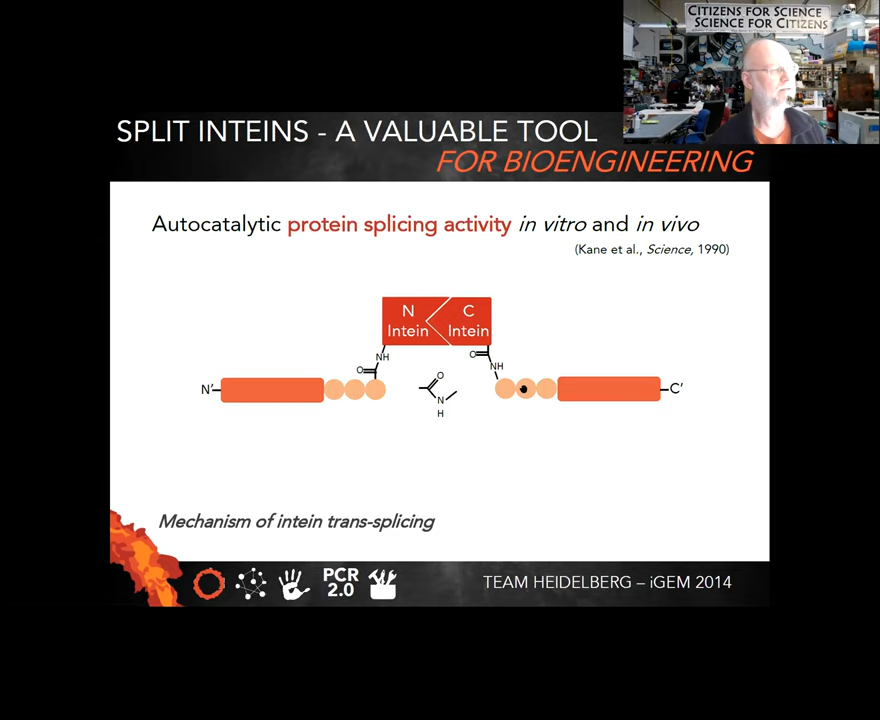 CITIZENS FOR SCIENCE
SCIENCE FOR CITIZENS
SPLIT INTEINS - A VALUABLE TOOL
FOR BIOENGINEERING
Autocatalytic protein splicing activity in vitro and in vivo
(Kane et al., Science, 1990)
N C
Intein Intein
NH O
O NH
N'
O
C'
N
H
Mechanism of intein trans-splicing
PCR
2.0
TEAM HEIDELBERG – iGEM 2014